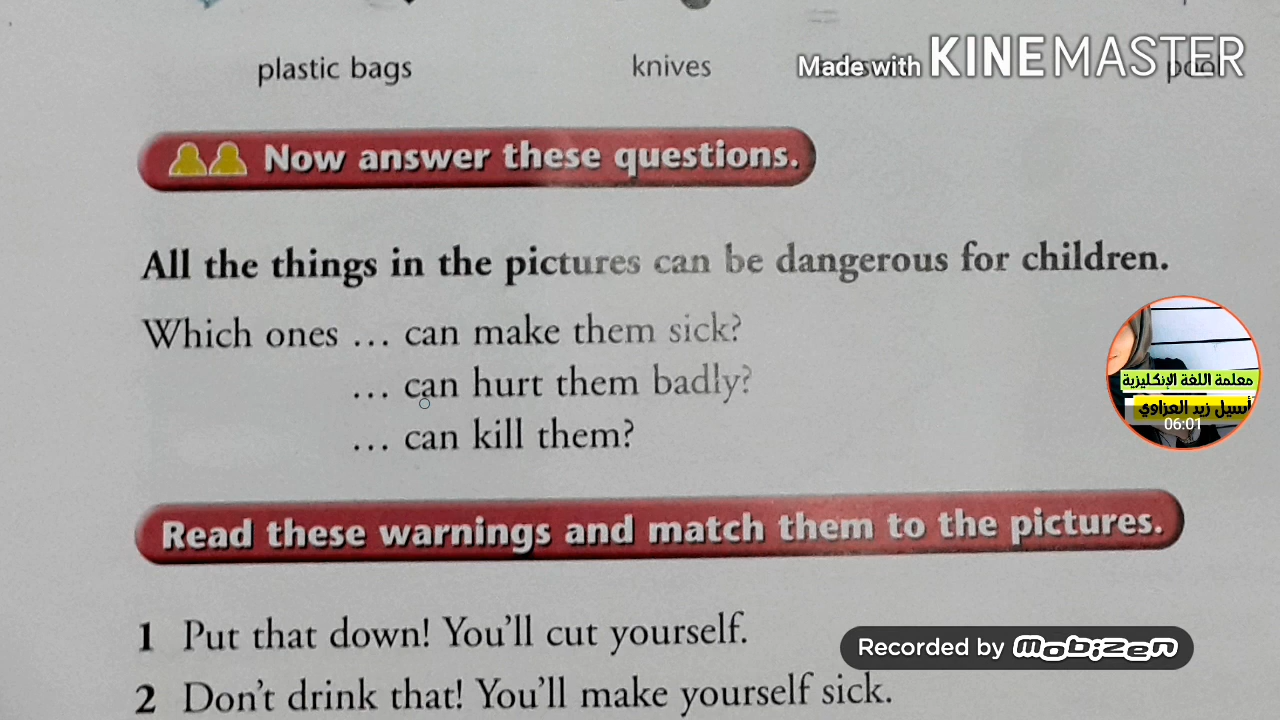 plastic bags
knives
Made with KINEMASTER
pool
Now answer these questions.
All the things in the pictures can be dangerous for children.
Which ones ... can make them sick?
... can hurt them badly?
... can kill them?
معلمة اللغة الإنكليزية
أسيل زيد العزاوي
06:01
Read these warnings and match them to the pictures.
1 Put that down! You'll cut yourself.
Recorded by mobizen
2 Don't drink that! You'll make yourself sick.